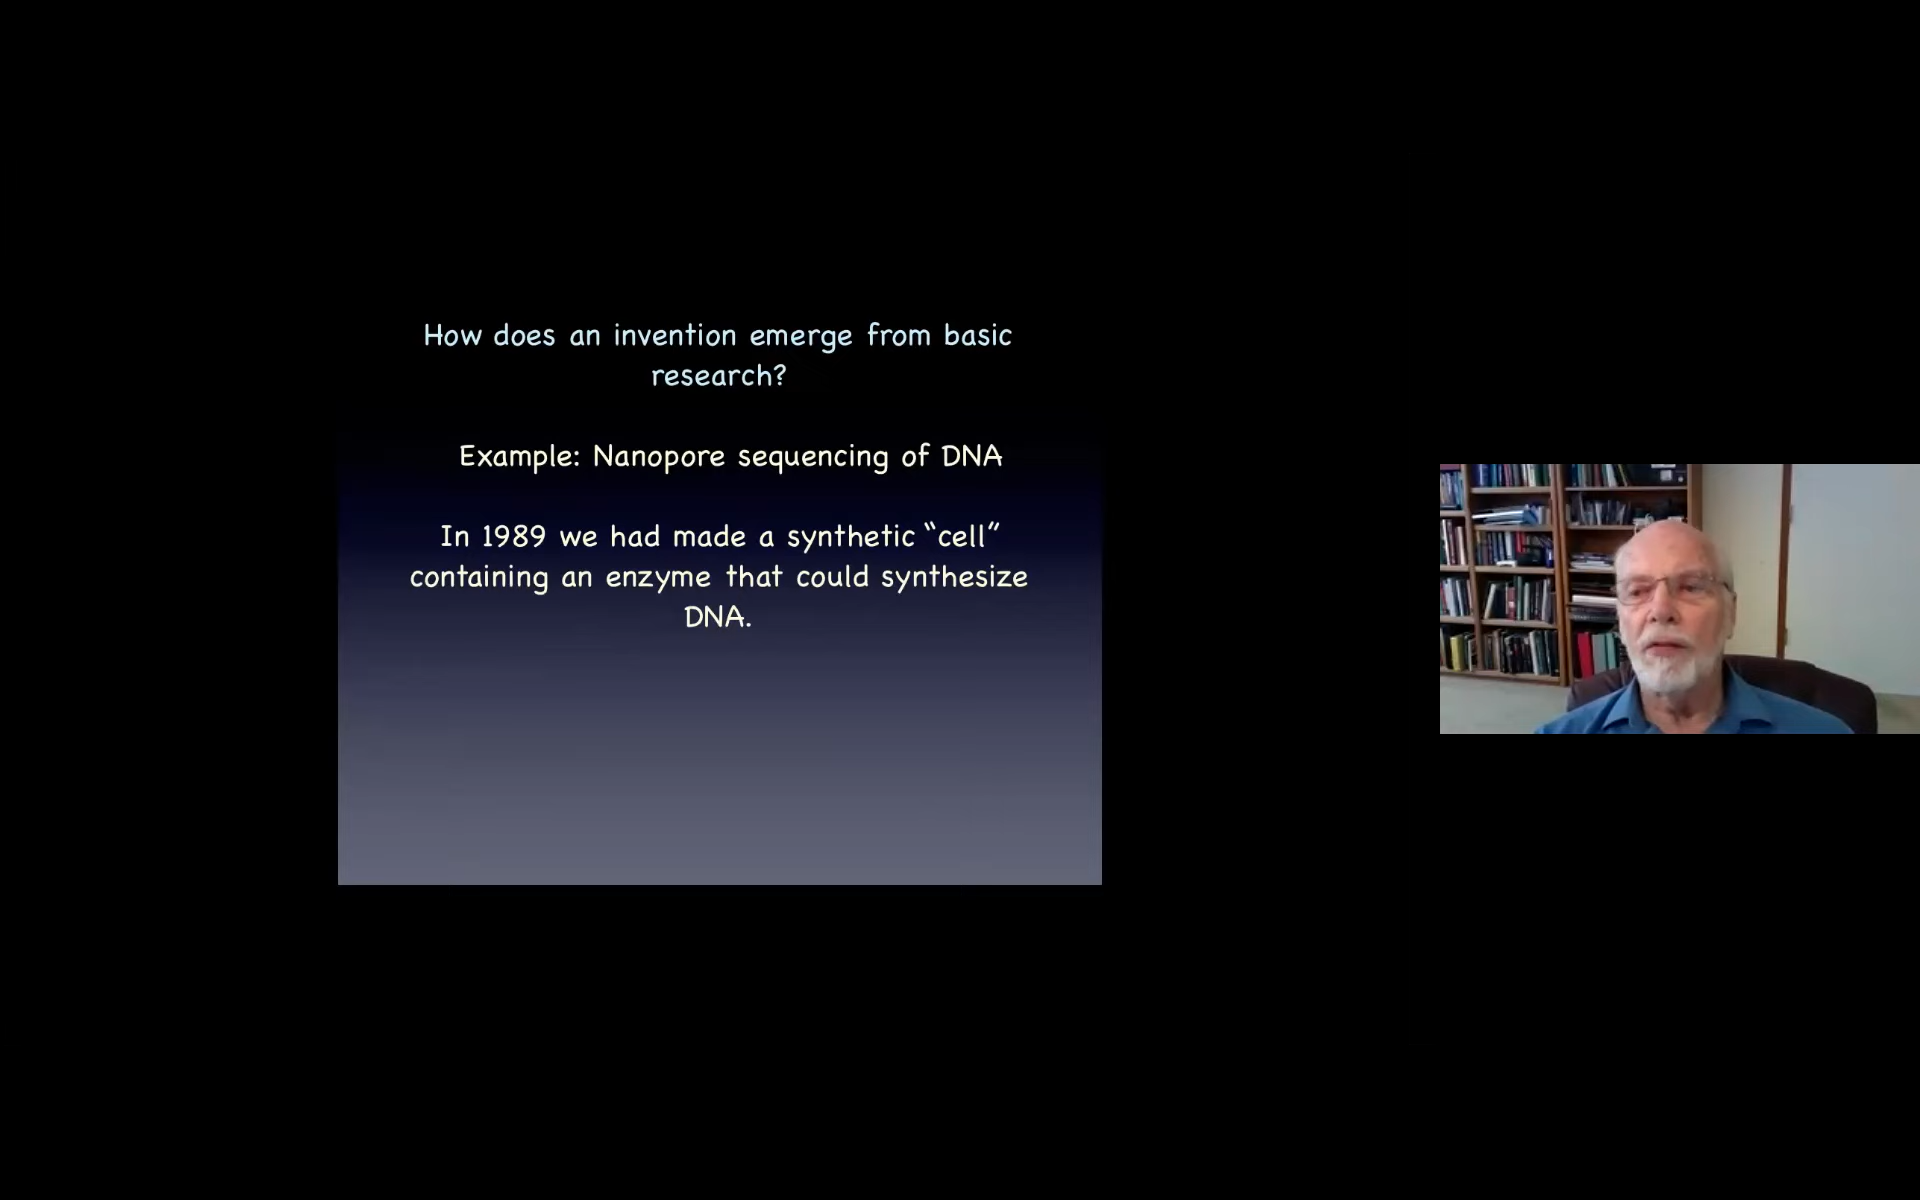 How does an invention emerge from basic
research?
Example: Nanopore sequencing of DNA
In 1989 we had made a synthetic “cell”
containing an enzyme that could synthesize
DNA.